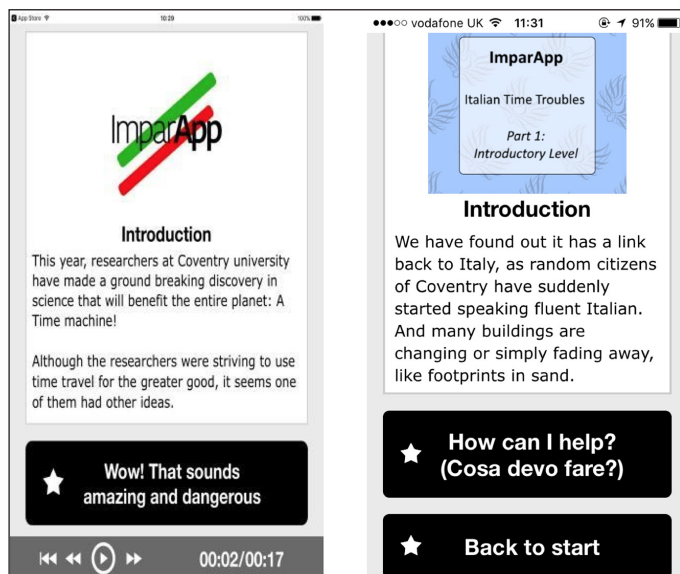 App Store 10:29 100%
ImparApp
Introduction
This year, researchers at Coventry university
have made a ground breaking discovery in
science that will benefit the entire planet: A
Time machine!
Although the researchers were striving to use
time travel for the greater good, it seems one
of them had other ideas.
Wow! That sounds
amazing and dangerous
00:02/00:17
vodafone UK 11:31 91%
ImparApp
Italian Time Troubles
Part 1:
Introductory Level
Introduction
We have found out it has a link
back to Italy, as random citizens
of Coventry have suddenly
started speaking fluent Italian.
And many buildings are
changing or simply fading away,
like footprints in sand.
How can I help?
(Cosa devo fare?)
Back to start